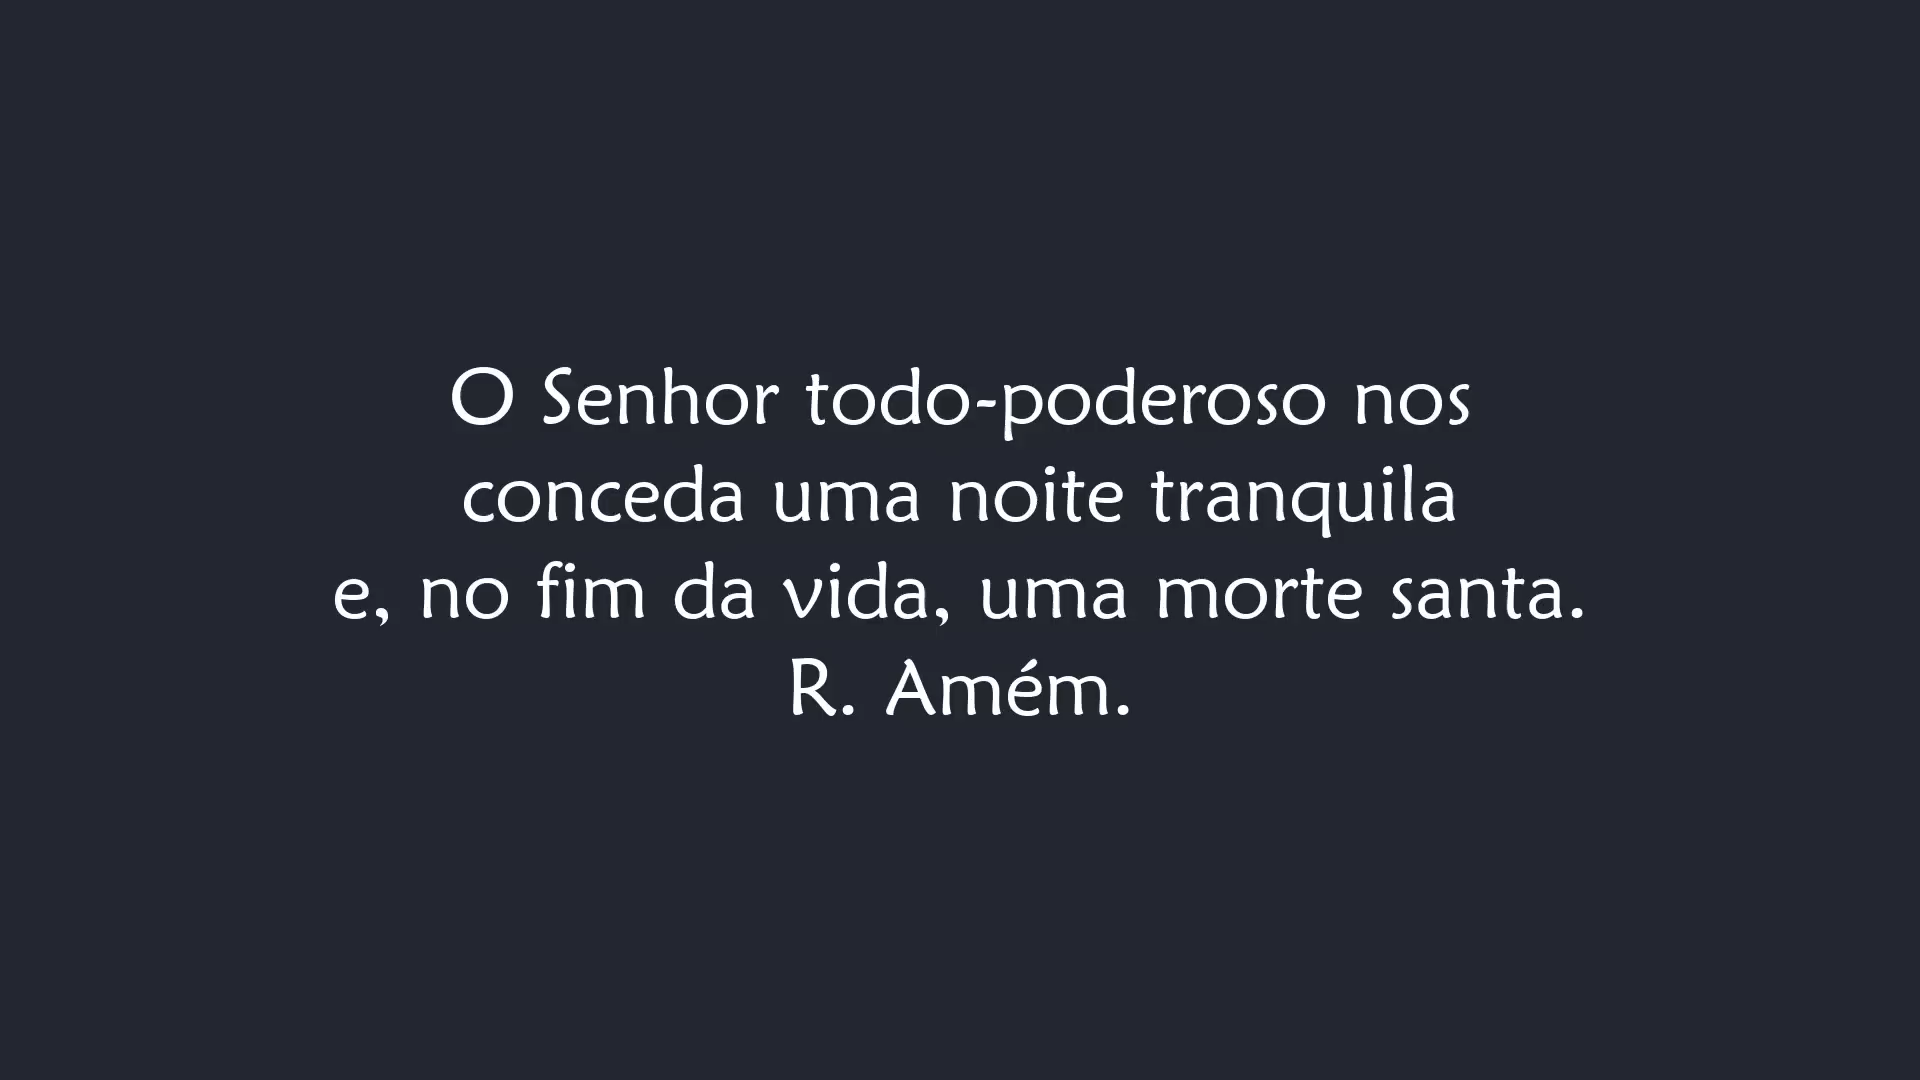 O Senhor todo-poderoso nos
conceda uma noite tranquila
e, no fim da vida, uma morte santa.
R. Amém.